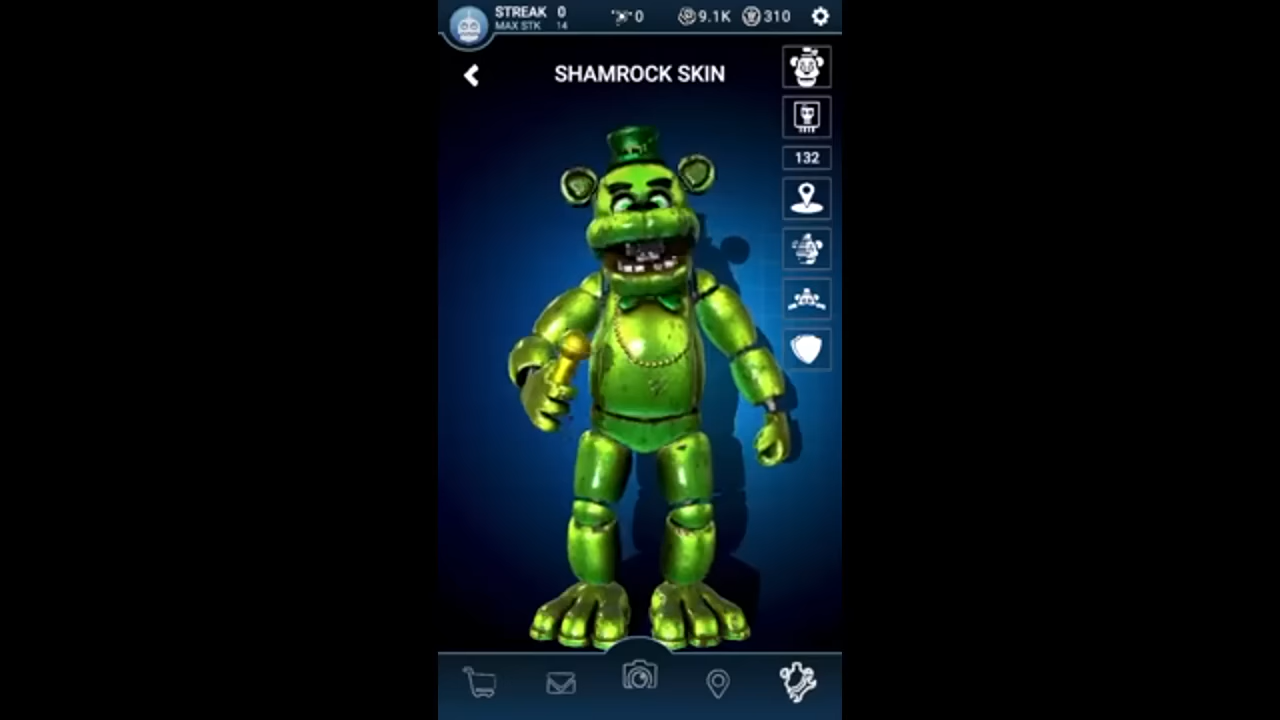 STREAK 0
MAX STK 14
0
9.1K
310
SHAMROCK SKIN
132